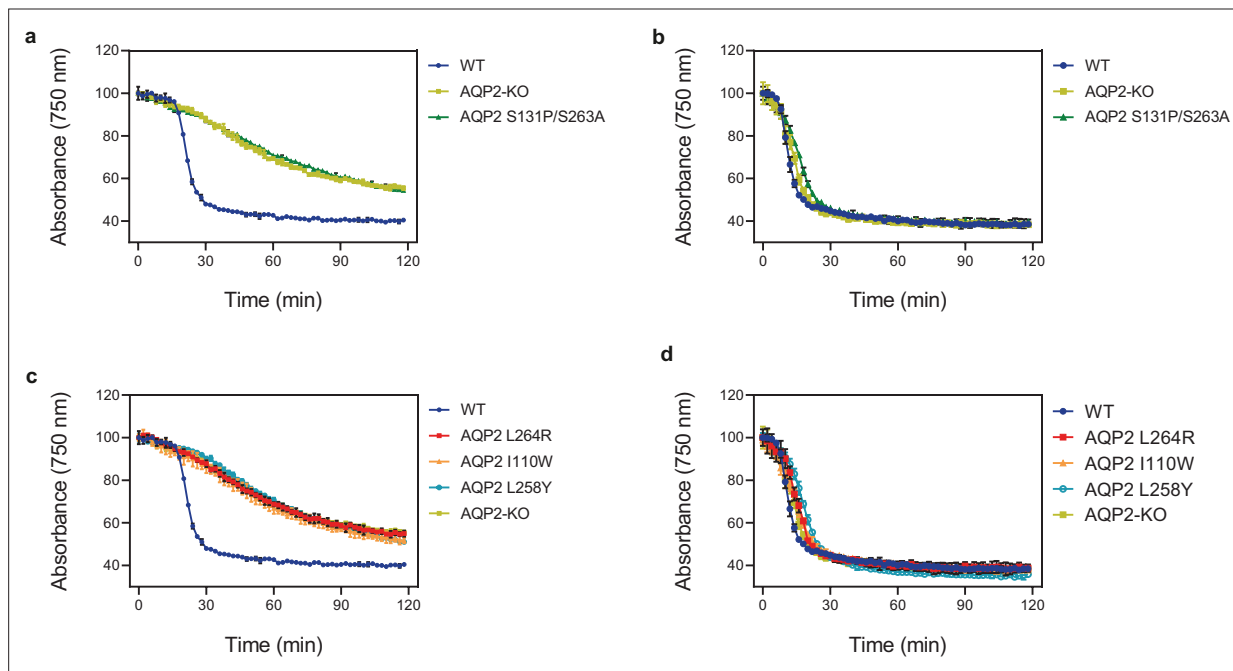 a
Absorbance (750 nm)
120
100
80
60
40
0
30
60
90
120
Time (min)
WT
AQP2-KO
AQP2 S131P/S263A
b
Absorbance (750 nm)
120
100
80
60
40
0
30
60
90
120
Time (min)
WT
AQP2-KO
AQP2 S131P/S263A
c
Absorbance (750 nm)
120
100
80
60
40
0
30
60
90
120
Time (min)
WT
AQP2 L264R
AQP2 I110W
AQP2 L258Y
AQP2-KO
d
Absorbance (750 nm)
120
100
80
60
40
0
30
60
90
120
Time (min)
WT
AQP2 L264R
AQP2 I110W
AQP2 L258Y
AQP2-KO